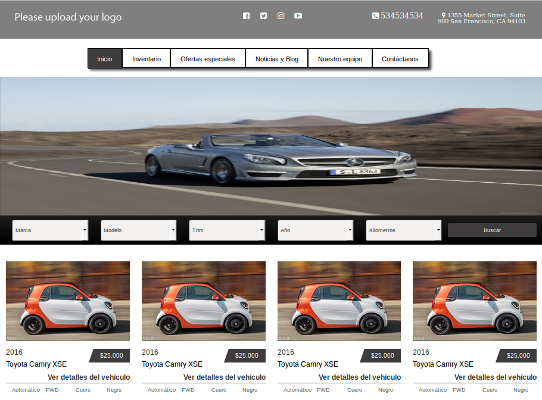 Please upload your logo
534534534
1355 Market Street, Suite
900 San Francisco, CA 94103
Inicio Inventario Ofertas especiales Noticias y Blog Nuestro equipo Contáctanos
Marca Modelo Trim Año Kilometros Buscar
2016 $25.000 2016 $25.000 2016 $25.000 2016 $25.000
Toyota Camry XSE Toyota Camry XSE Toyota Camry XSE Toyota Camry XSE
Ver detalles del vehículo Ver detalles del vehículo Ver detalles del vehículo Ver detalles del vehículo
Automático FWD Cuero Negro Automático FWD Cuero Negro Automático FWD Cuero Negro Automático FWD Cuero Negro